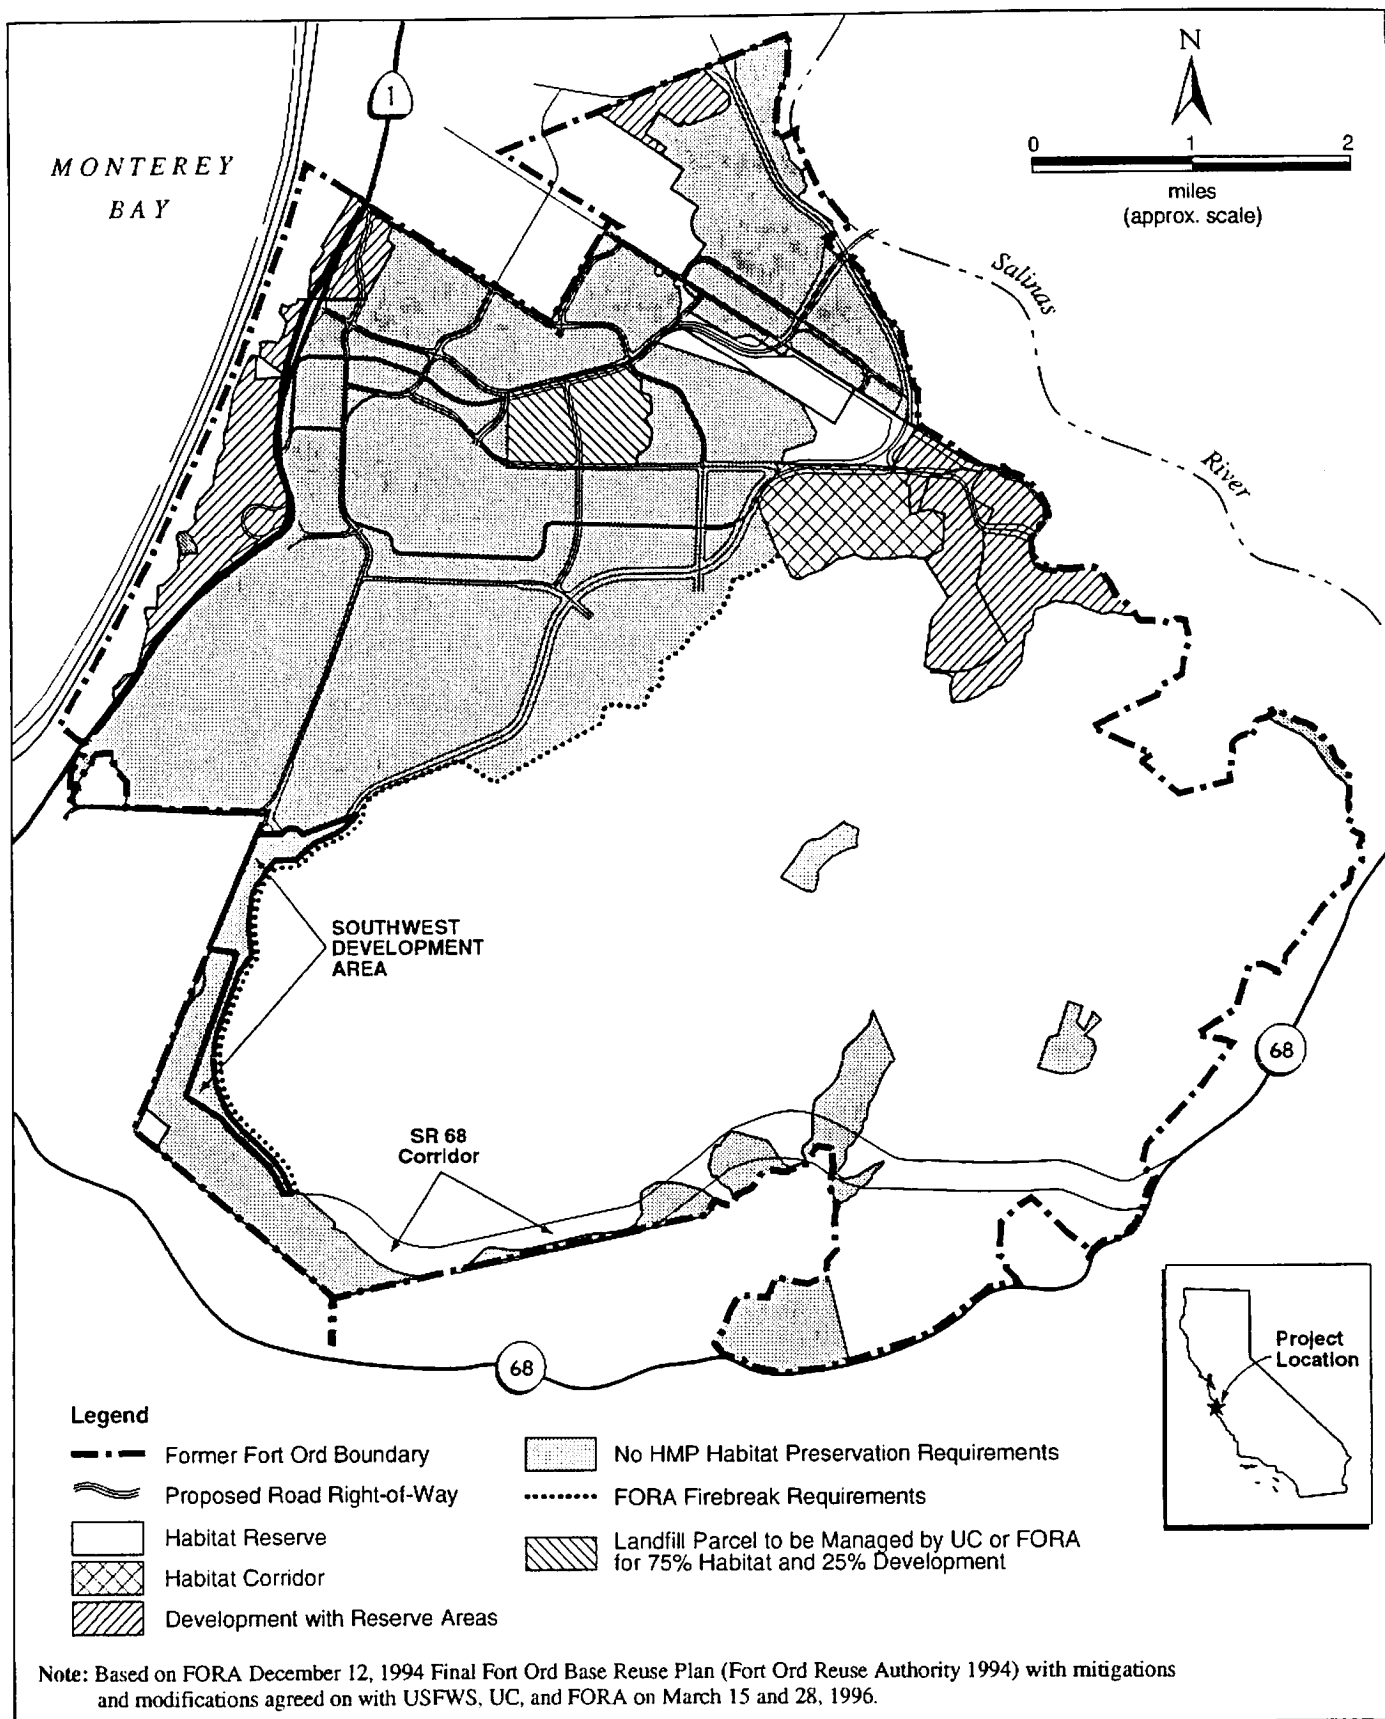 1
MONTEREY
BAY
N
0 1 2
miles
(approx. scale)
Salinas
River
SOUTHWEST
DEVELOPMENT
AREA
68
SR 68
Corridor
68
Project
Location
Legend
Former Fort Ord Boundary
Proposed Road Right-of-Way
Habitat Reserve
Habitat Corridor
Development with Reserve Areas
No HMP Habitat Preservation Requirements
FORA Firebreak Requirements
Landfill Parcel to be Managed by UC or FORA
for 75% Habitat and 25% Development
Note: Based on FORA December 12, 1994 Final Fort Ord Base Reuse Plan (Fort Ord Reuse Authority 1994) with mitigations
and modifications agreed on with USFWS, UC, and FORA on March 15 and 28, 1996.